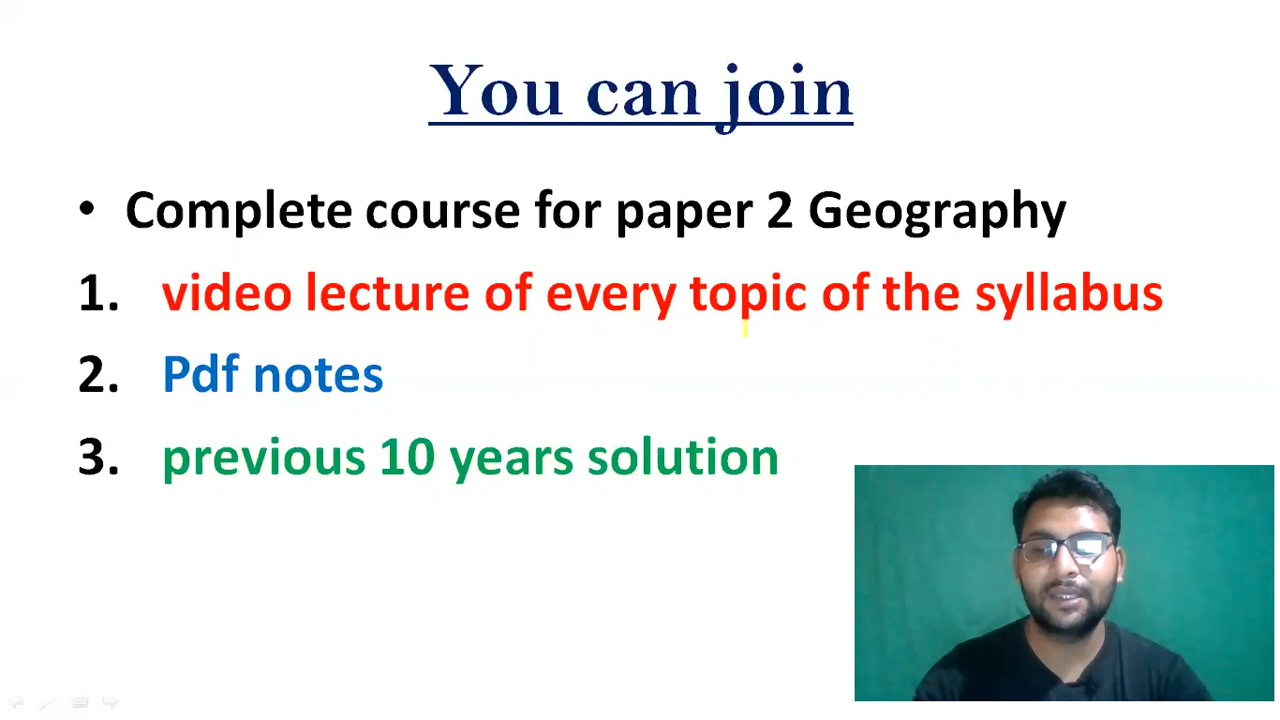 You can join
• Complete course for paper 2 Geography
1. video lecture of every topic of the syllabus
2. Pdf notes
3. previous 10 years solution